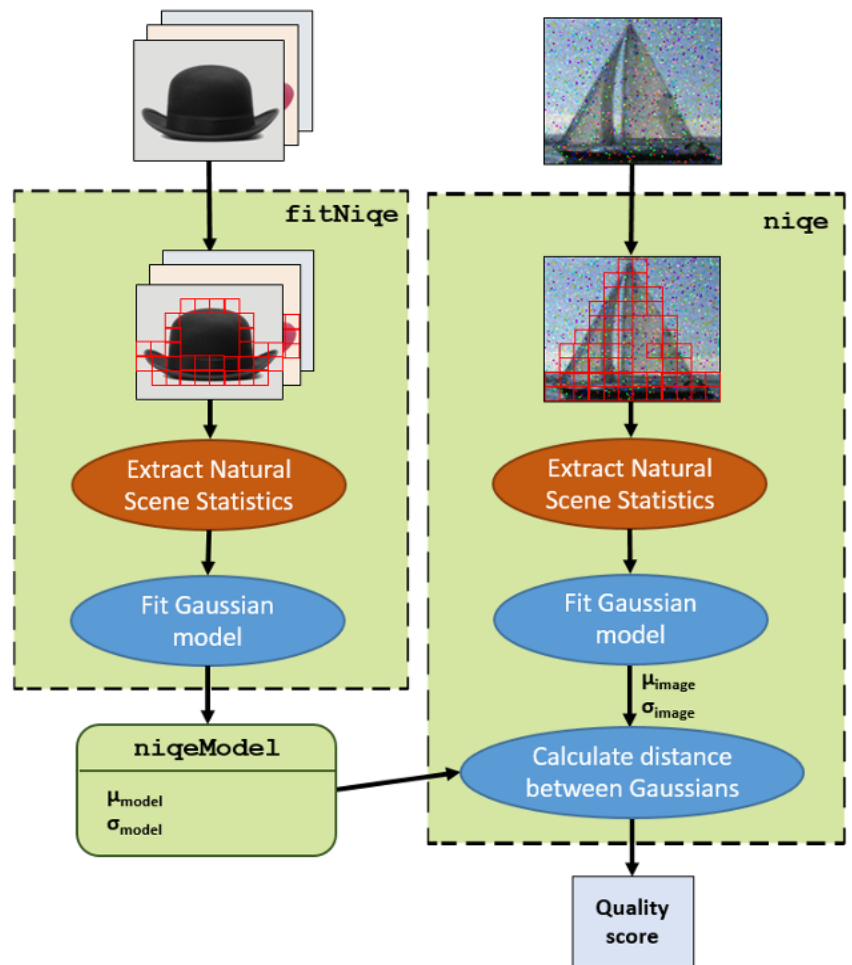 fitNiqe
Extract Natural
Scene Statistics
Fit Gaussian
model
niqeModel
μmodel
σmodel
niqe
Extract Natural
Scene Statistics
Fit Gaussian
model
μimage
σimage
Calculate distance
between Gaussians
Quality
score